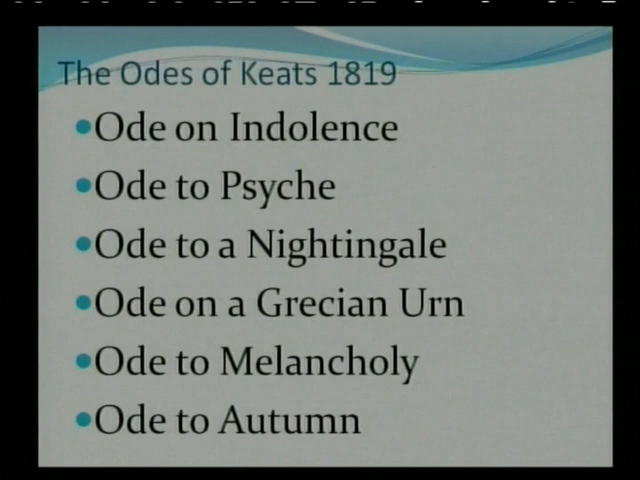 The Odes of Keats 1819
•Ode on Indolence
•Ode to Psyche
•Ode to a Nightingale
•Ode on a Grecian Urn
•Ode to Melancholy
•Ode to Autumn